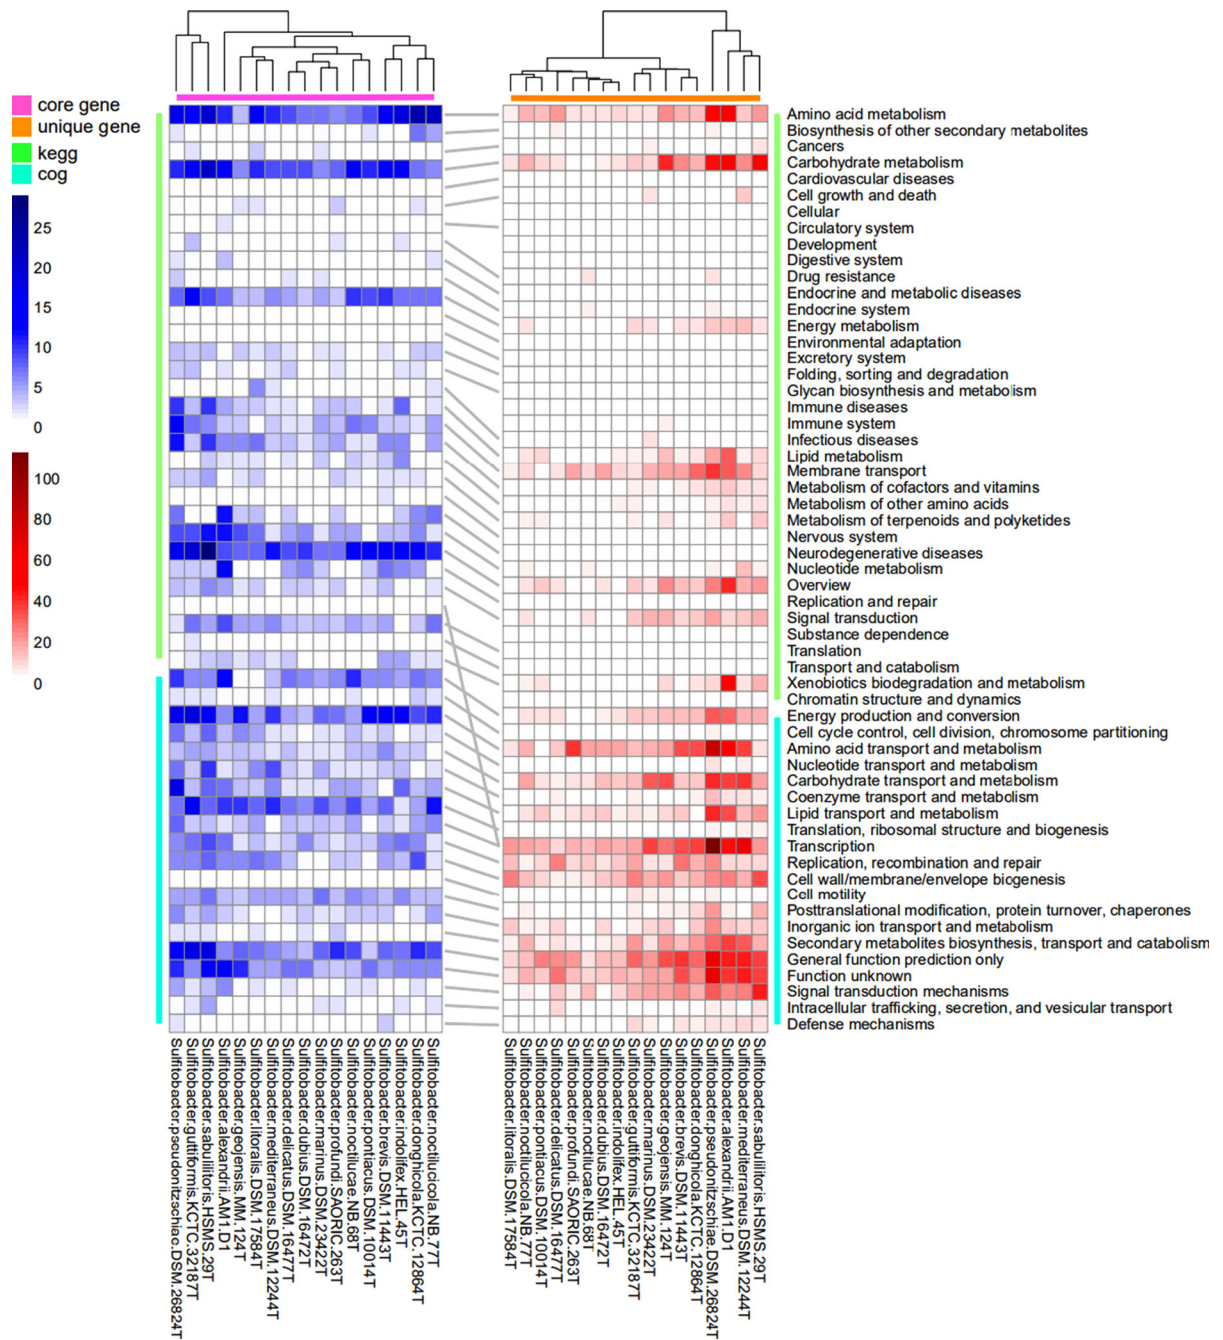 core gene
unique gene
kegg
cog
25
20
15
10
5
0
100
80
60
40
20
0
Amino acid metabolism
Biosynthesis of other secondary metabolites
Cancers
Carbohydrate metabolism
Cardiovascular diseases
Cell growth and death
Cellular
Circulatory system
Development
Digestive system
Drug resistance
Endocrine and metabolic diseases
Endocrine system
Energy metabolism
Environmental adaptation
Excretory system
Folding, sorting and degradation
Glycan biosynthesis and metabolism
Immune diseases
Immune system
Infectious diseases
Lipid metabolism
Membrane transport
Metabolism of cofactors and vitamins
Metabolism of other amino acids
Metabolism of terpenoids and polyketides
Nervous system
Neurodegenerative diseases
Nucleotide metabolism
Overview
Replication and repair
Signal transduction
Substance dependence
Translation
Transport and catabolism
Xenobiotics biodegradation and metabolism
Chromatin structure and dynamics
Energy production and conversion
Cell cycle control, cell division, chromosome partitioning
Amino acid transport and metabolism
Nucleotide transport and metabolism
Carbohydrate transport and metabolism
Coenzyme transport and metabolism
Lipid transport and metabolism
Translation, ribosomal structure and biogenesis
Transcription
Replication, recombination and repair
Cell wall/membrane/envelope biogenesis
Cell motility
Posttranslational modification, protein turnover, chaperones
Inorganic ion transport and metabolism
Secondary metabolites biosynthesis, transport and catabolism
General function prediction only
Function unknown
Signal transduction mechanisms
Intracellular trafficking, secretion, and vesicular transport
Defense mechanisms
Sulfitobacter.pseudonitzschiae.DSM.26824T
Sulfitobacter.guttiformis.KCTC.32187T
Sulfitobacter.sabulilitoris.HSMS.29T
Sulfitobacter.alexandrii.AM1.D1
Sulfitobacter.geojensis.MM.124T
Sulfitobacter.litoralis.DSM.17584T
Sulfitobacter.mediterraneus.DSM.12244T
Sulfitobacter.delicatus.DSM.16477T
Sulfitobacter.dubius.DSM.16472T
Sulfitobacter.marinus.DSM.23422T
Sulfitobacter.profundi.SAORIC.263T
Sulfitobacter.noctilucae.NB.68T
Sulfitobacter.pontiacus.DSM.10014T
Sulfitobacter.brevis.DSM.11443T
Sulfitobacter.indolifex.HEL.45T
Sulfitobacter.donghicola.KCTC.12864T
Sulfitobacter.noctilucicola.NB.77T
Sulfitobacter.litoralis.DSM.17584T
Sulfitobacter.noctilucicola.NB.77T
Sulfitobacter.pontiacus.DSM.10014T
Sulfitobacter.delicatus.DSM.16477T
Sulfitobacter.profundi.SAORIC.263T
Sulfitobacter.noctilucae.NB.68T
Sulfitobacter.dubius.DSM.16472T
Sulfitobacter.indolifex.HEL.45T
Sulfitobacter.guttiformis.KCTC.32187T
Sulfitobacter.marinus.DSM.23422T
Sulfitobacter.geojensis.MM.124T
Sulfitobacter.brevis.DSM.11443T
Sulfitobacter.donghicola.KCTC.12864T
Sulfitobacter.pseudonitzschiae.DSM.26824T
Sulfitobacter.alexandrii.AM1.D1
Sulfitobacter.mediterraneus.DSM.12244T
Sulfitobacter.sabulilitoris.HSMS.29T